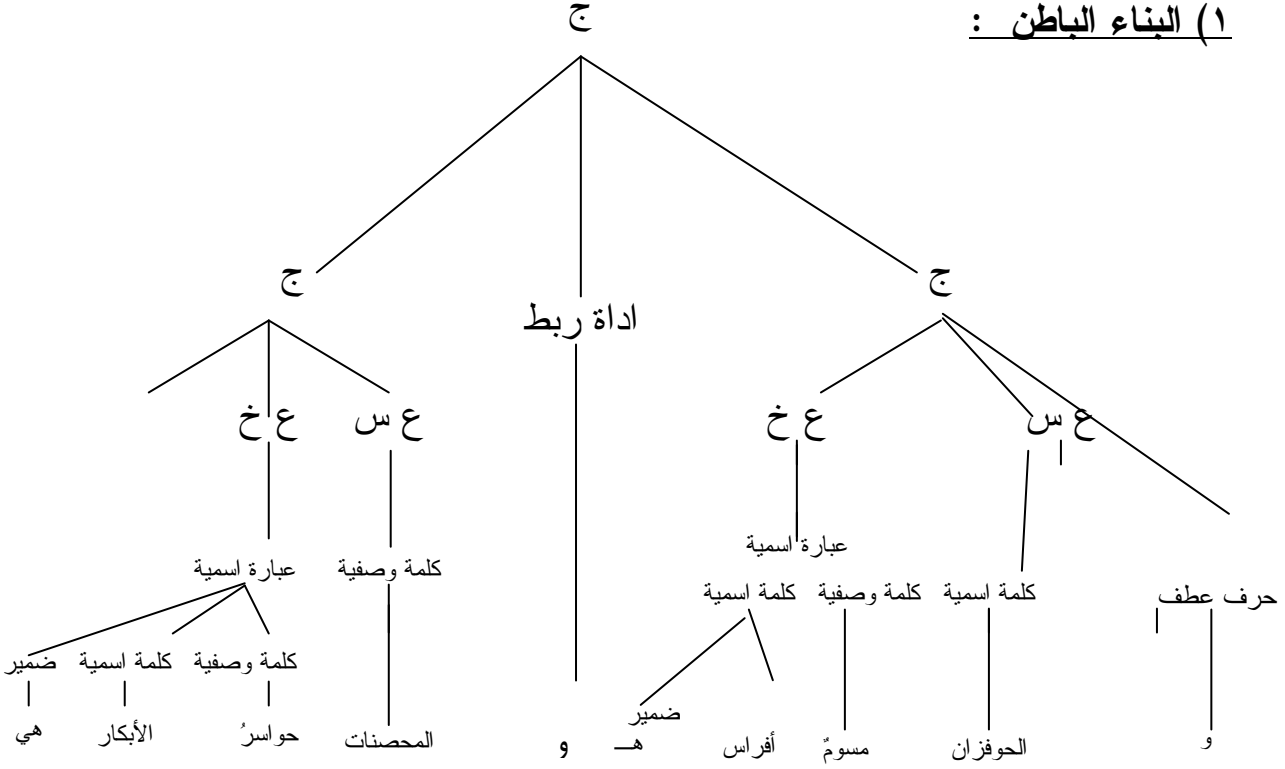 ١) البناء الباطن :
ج
ج
ج
اداة ربط
ع س
ع خ
ع س
ع خ
عبارة اسمية
كلمة وصفية
عبارة اسمية
حرف عطف
كلمة اسمية
كلمة وصفية
كلمة اسمية
كلمة وصفية
كلمة اسمية
ضمير
ضمير
و
الحوفزان
مسومٌ
أفراس
هـ
و
المحصنات
حواسرُ
الأبكار
هي